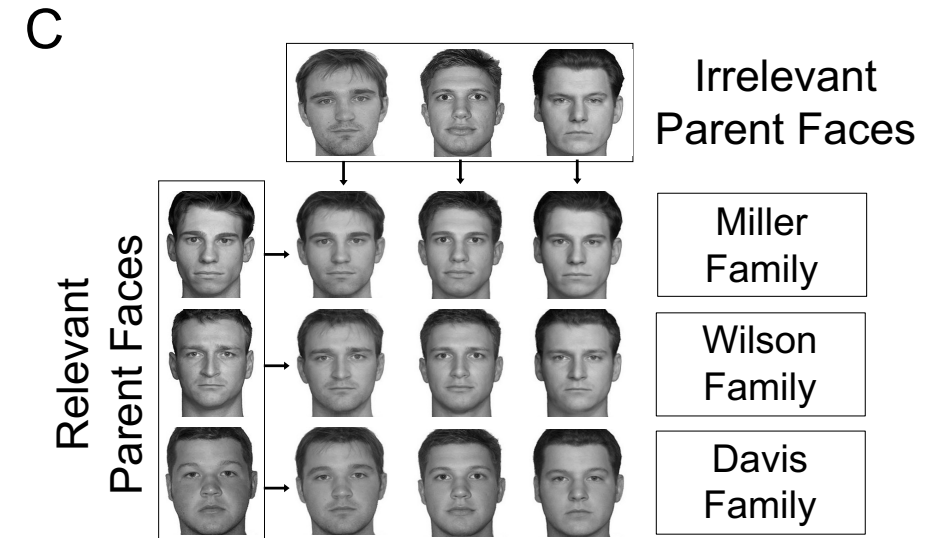 C
Irrelevant
Parent Faces
Relevant
Parent Faces
Miller
Family
Wilson
Family
Davis
Family